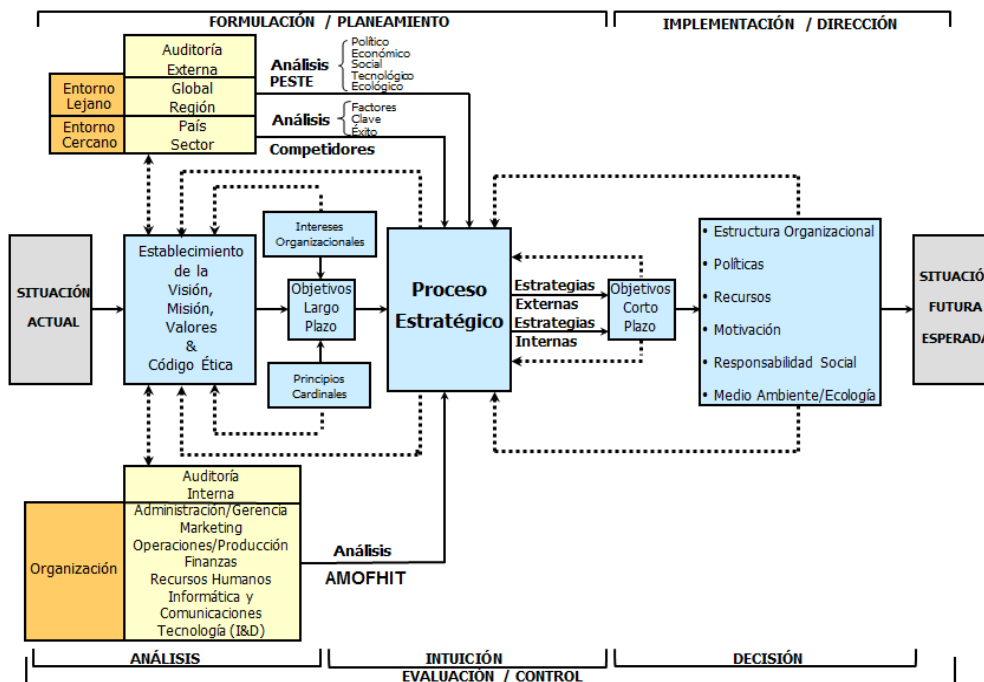 FORMULACIÓN / PLANEAMIENTO
IMPLEMENTACIÓN / DIRECCIÓN
Auditoría
Externa
Entorno
Lejano
Global
Región
Entorno
Cercano
País
Sector
Análisis
PESTE
Político
Económico
Social
Tecnológico
Ecológico
Análisis
Competidores
Factores
Clave
Éxito
SITUACIÓN
ACTUAL
Establecimiento
de la
Visión,
Misión,
Valores
&
Código Ética
Intereses
Organizacionales
Objetivos
Largo
Plazo
Principios
Cardinales
Proceso
Estratégico
Estrategias
Externas
Estrategias
Internas
Objetivos
Corto
Plazo
• Estructura Organizacional
• Políticas
• Recursos
• Motivación
• Responsabilidad Social
• Medio Ambiente/Ecología
SITUACIÓN
FUTURA
ESPERADA
Auditoría
Interna
Organización
Administración/Gerencia
Marketing
Operaciones/Producción
Finanzas
Recursos Humanos
Informática y
Comunicaciones
Tecnología (I&D)
Análisis
AMOFHIT
ANÁLISIS
INTUICIÓN
DECISIÓN
EVALUACIÓN / CONTROL